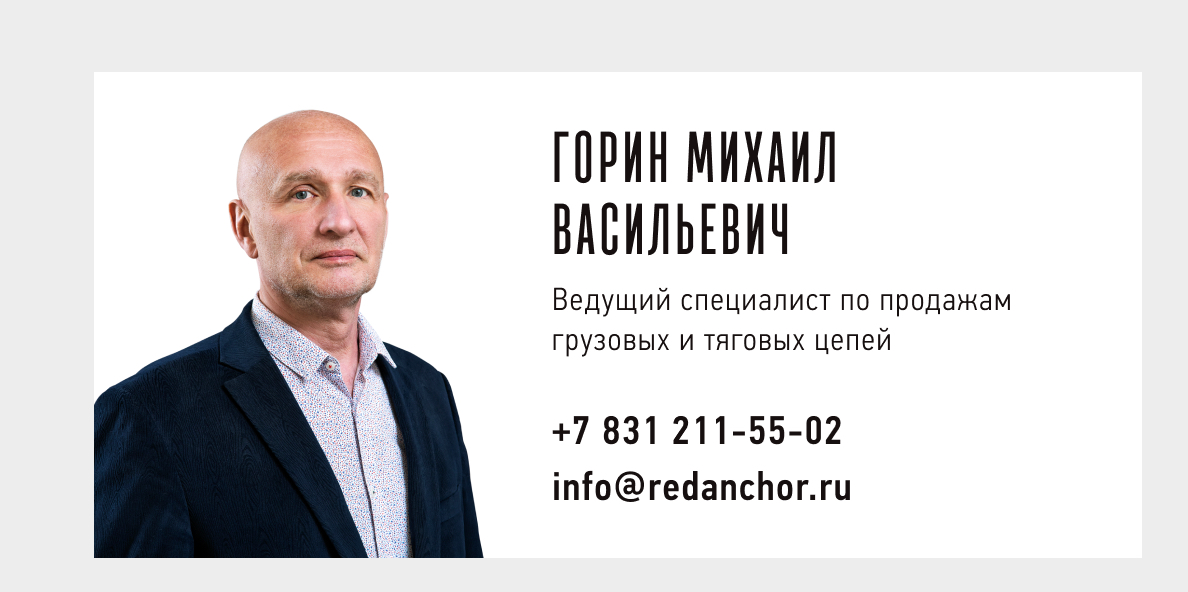 ГОРИН МИХАИЛ
ВАСИЛЬЕВИЧ
Ведущий специалист по продажам
грузовых и тяговых цепей
+7 831 211-55-02
info@redanchor.ru